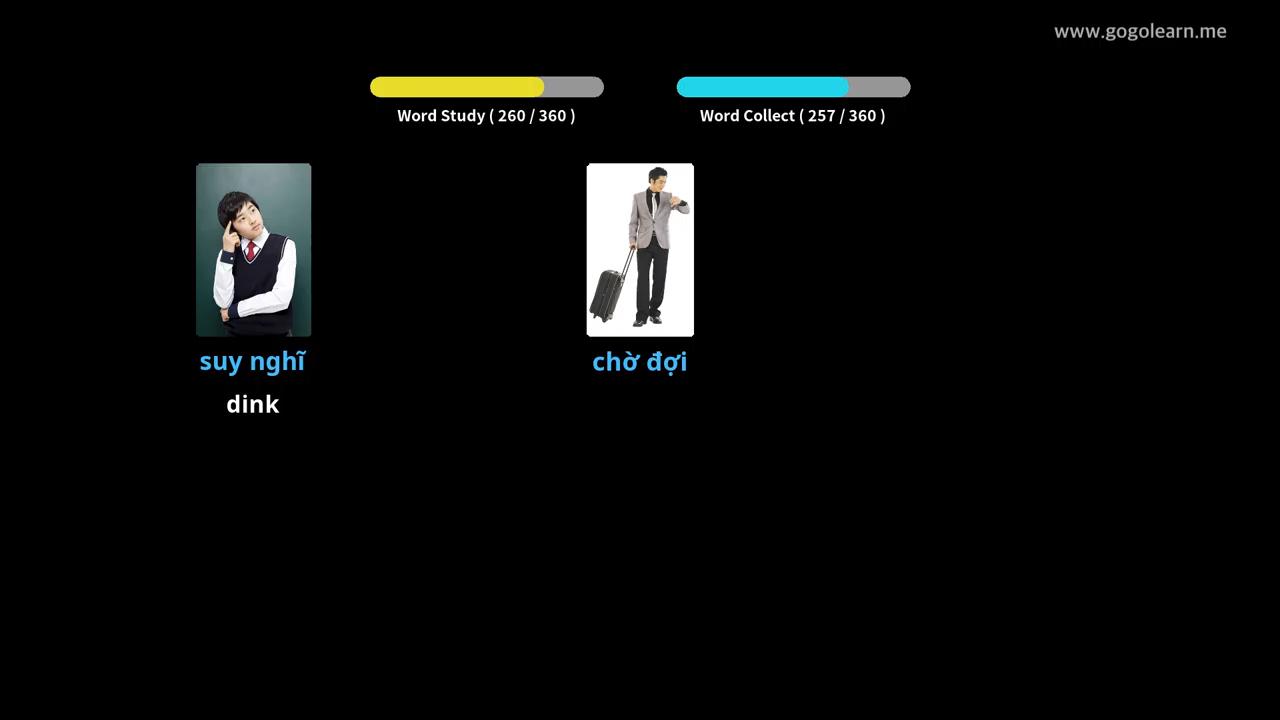 www.gogolearn.me
Word Study ( 260 / 360 )
Word Collect ( 257 / 360 )
suy nghĩ
chờ đợi
dink